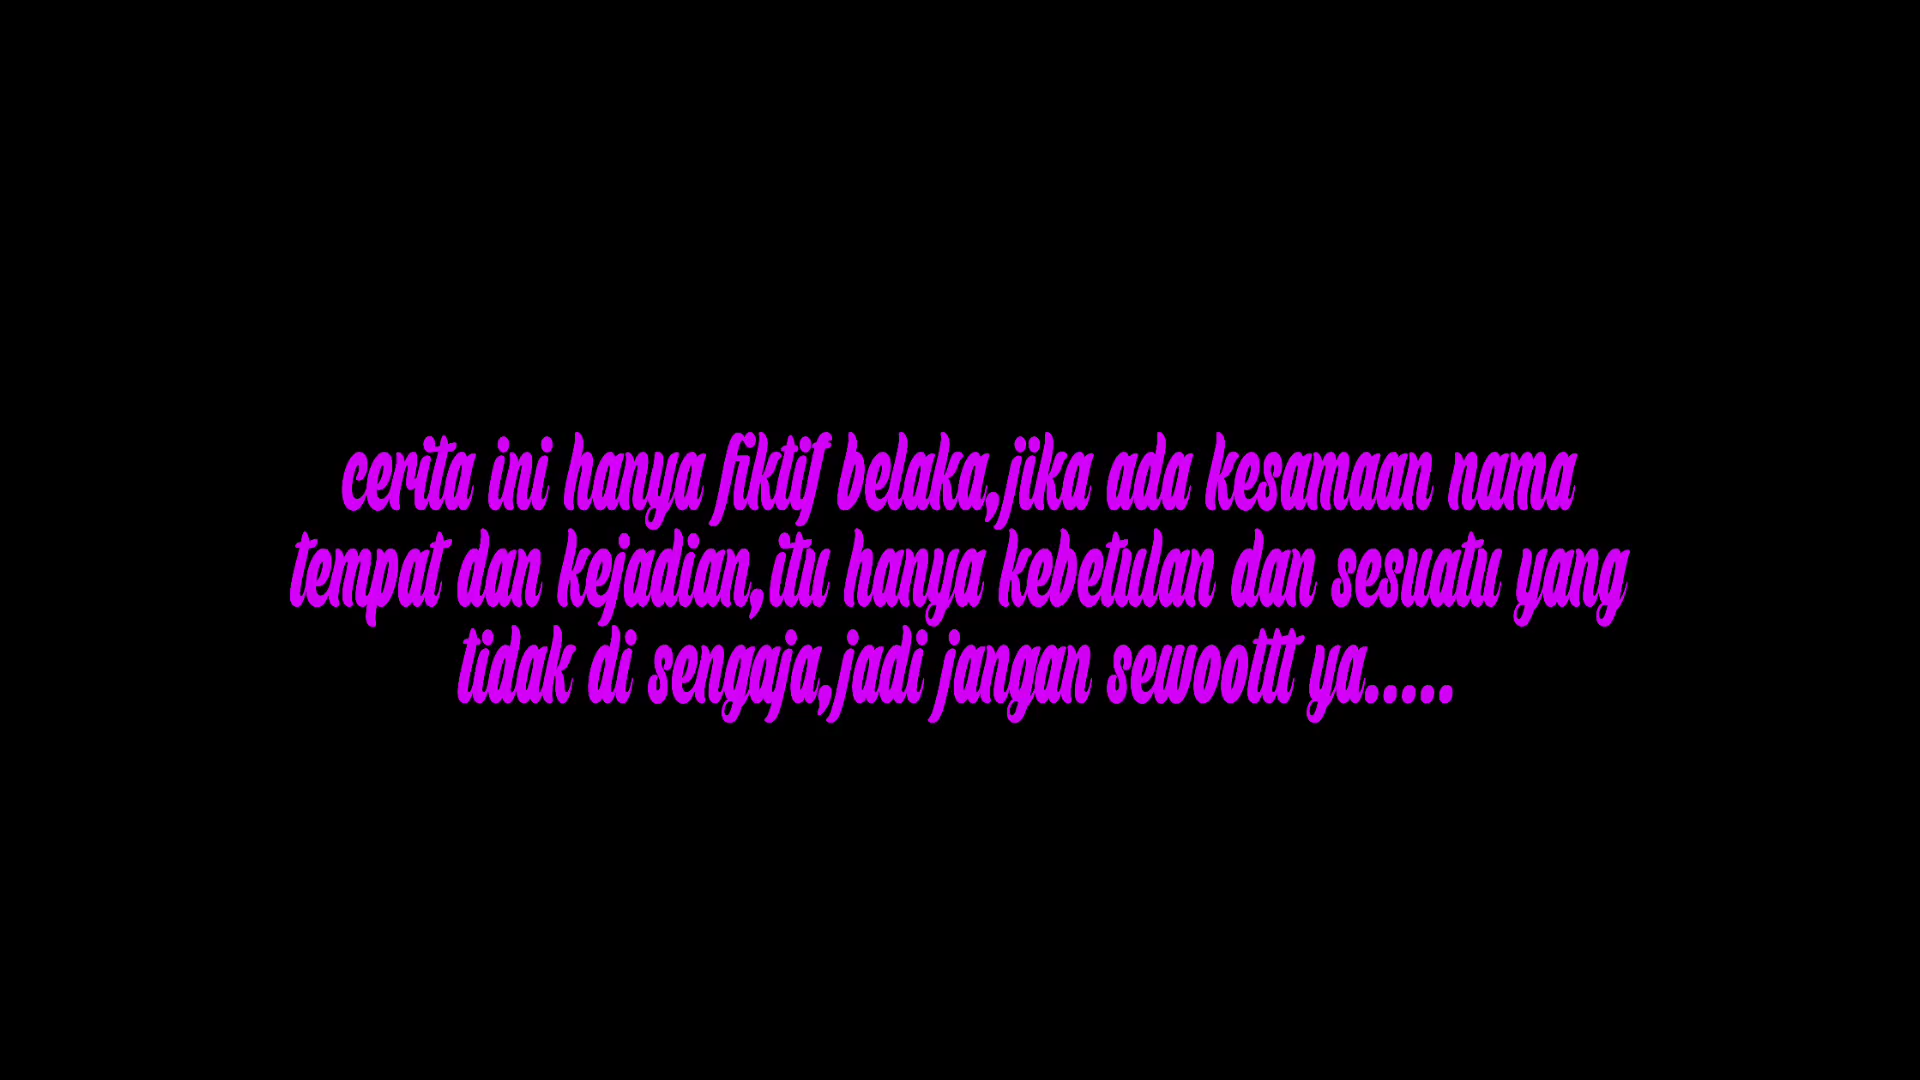 cerita ini hanya fiktif belaka,jika ada kesamaan nama
tempat dan kejadian,itu hanya kebetulan dan sesuatu yang
tidak di sengaja,jadi jangan sewoottt ya.....